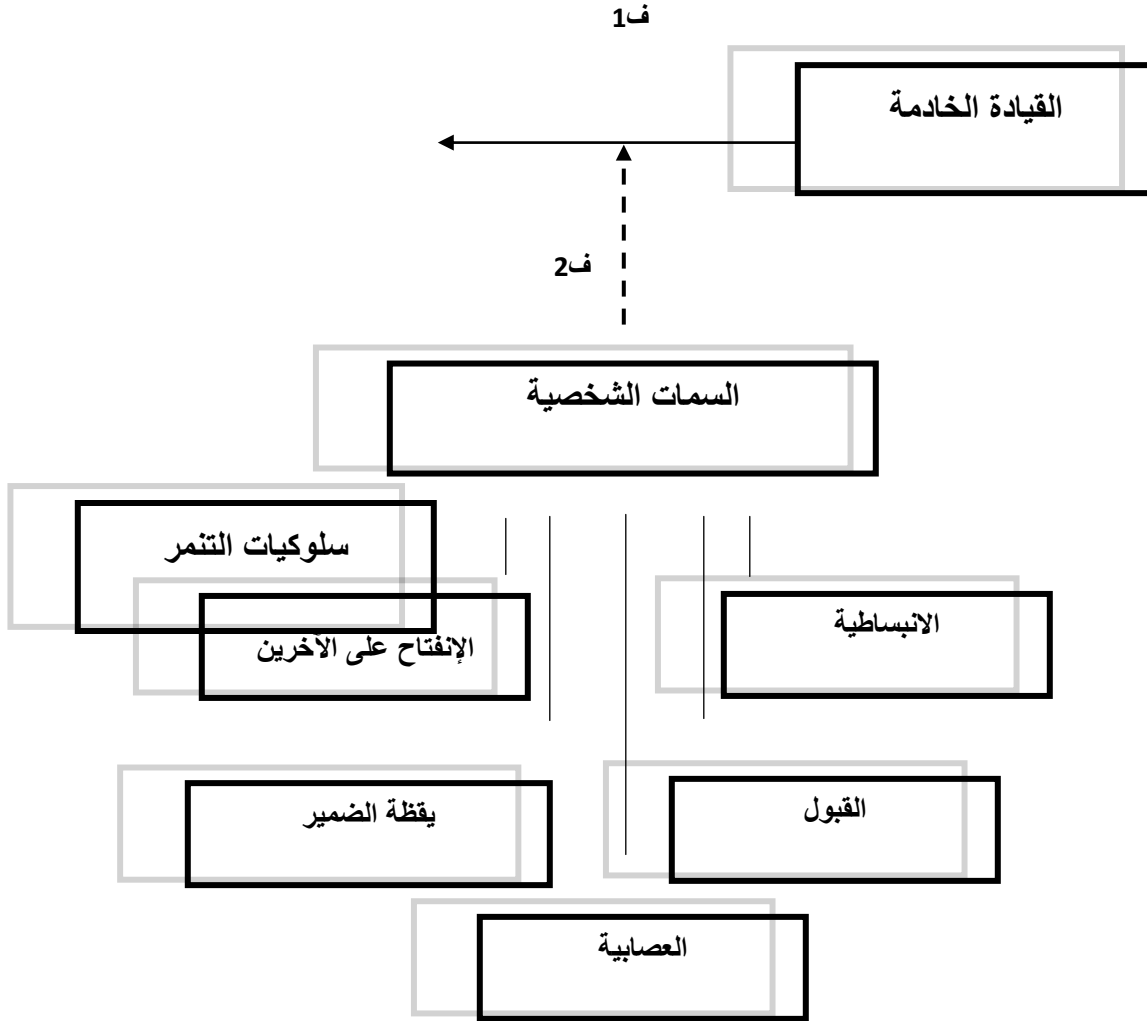 ف1
القيادة الخادمة
ف2
السمات الشخصية
سلوكيات التنمر
الانبساطية
الإنفتاح على الآخرين
القبول
يقظة الضمير
العصابية